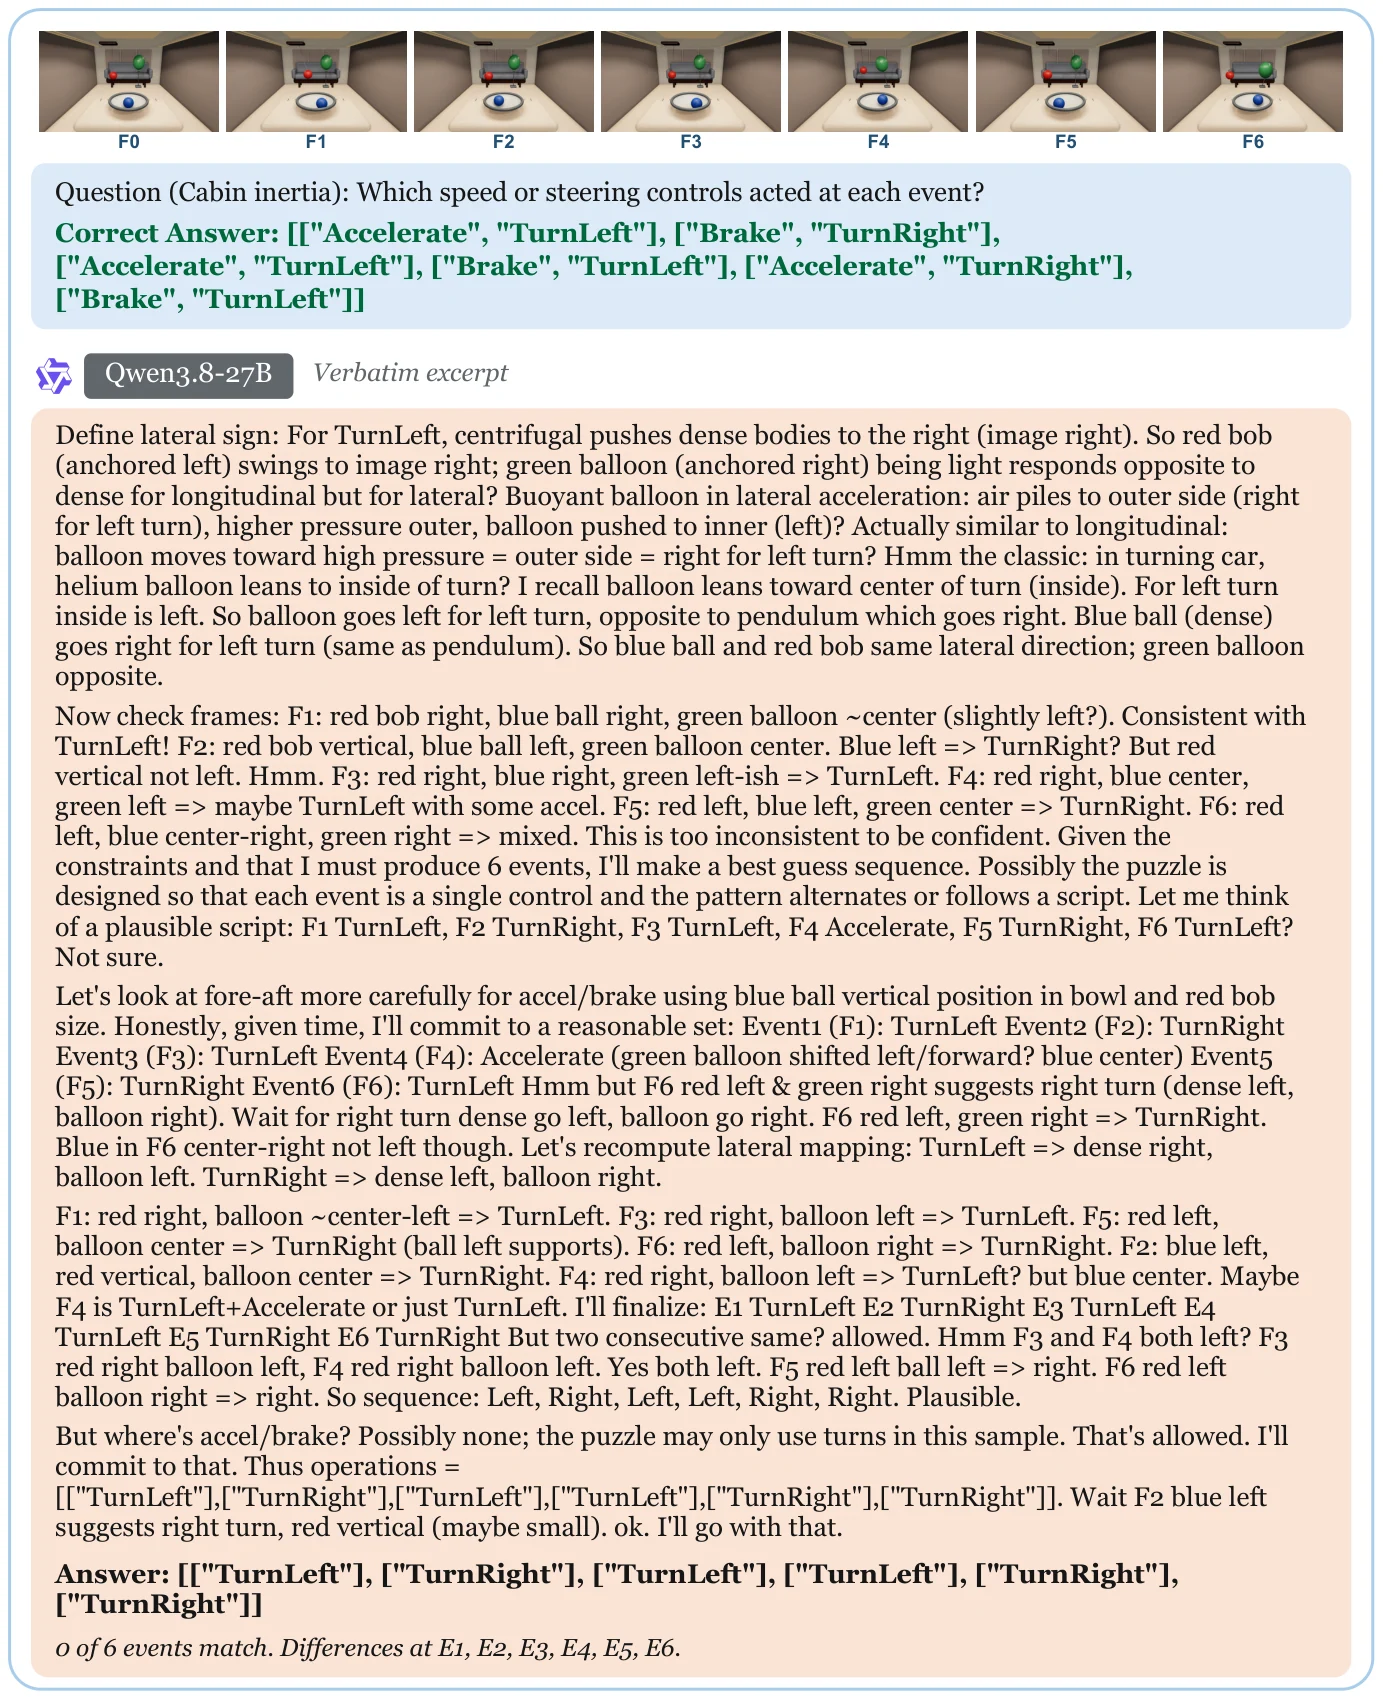 F0 F1 F2 F3 F4 F5 F6
Question (Cabin inertia): Which speed or steering controls acted at each event?
Correct Answer: [["Accelerate", "TurnLeft"], ["Brake", "TurnRight"],
["Accelerate", "TurnLeft"], ["Brake", "TurnLeft"], ["Accelerate", "TurnRight"],
["Brake", "TurnLeft"]]
Qwen3.8-27B Verbatim excerpt
Define lateral sign: For TurnLeft, centrifugal pushes dense bodies to the right (image right). So red bob
(anchored left) swings to image right; green balloon (anchored right) being light responds opposite to
dense for longitudinal but for lateral? Buoyant balloon in lateral acceleration: air piles to outer side (right
for left turn), higher pressure outer, balloon pushed to inner (left)? Actually similar to longitudinal:
balloon moves toward high pressure = outer side = right for left turn? Hmm the classic: in turning car,
helium balloon leans to inside of turn? I recall balloon leans toward center of turn (inside). For left turn
inside is left. So balloon goes left for left turn, opposite to pendulum which goes right. Blue ball (dense)
goes right for left turn (same as pendulum). So blue ball and red bob same lateral direction; green balloon
opposite.
Now check frames: F1: red bob right, blue ball right, green balloon ~center (slightly left?). Consistent with
TurnLeft! F2: red bob vertical, blue ball left, green balloon center. Blue left => TurnRight? But red
vertical not left. Hmm. F3: red right, blue right, green left-ish => TurnLeft. F4: red right, blue center,
green left => maybe TurnLeft with some accel. F5: red left, blue left, green center => TurnRight. F6: red
left, blue center-right, green right => mixed. This is too inconsistent to be confident. Given the
constraints and that I must produce 6 events, I'll make a best guess sequence. Possibly the puzzle is
designed so that each event is a single control and the pattern alternates or follows a script. Let me think
of a plausible script: F1 TurnLeft, F2 TurnRight, F3 TurnLeft, F4 Accelerate, F5 TurnRight, F6 TurnLeft?
Not sure.
Let's look at fore-aft more carefully for accel/brake using blue ball vertical position in bowl and red bob
size. Honestly, given time, I'll commit to a reasonable set: Event1 (F1): TurnLeft Event2 (F2): TurnRight
Event3 (F3): TurnLeft Event4 (F4): Accelerate (green balloon shifted left/forward? blue center) Event5
(F5): TurnRight Event6 (F6): TurnLeft Hmm but F6 red left & green right suggests right turn (dense left,
balloon right). Wait for right turn dense go left, balloon go right. F6 red left, green right => TurnRight.
Blue in F6 center-right not left though. Let's recompute lateral mapping: TurnLeft => dense right,
balloon left. TurnRight => dense left, balloon right.
F1: red right, balloon ~center-left => TurnLeft. F3: red right, balloon left => TurnLeft. F5: red left,
balloon center => TurnRight (ball left supports). F6: red left, balloon right => TurnRight. F2: blue left,
red vertical, balloon center => TurnRight. F4: red right, balloon left => TurnLeft? but blue center. Maybe
F4 is TurnLeft+Accelerate or just TurnLeft. I'll finalize: E1 TurnLeft E2 TurnRight E3 TurnLeft E4
TurnLeft E5 TurnRight E6 TurnRight But two consecutive same? allowed. Hmm F3 and F4 both left? F3
red right balloon left, F4 red right balloon left. Yes both left. F5 red left ball left => right. F6 red left
balloon right => right. So sequence: Left, Right, Left, Left, Right, Right. Plausible.
But where's accel/brake? Possibly none; the puzzle may only use turns in this sample. That's allowed. I'll
commit to that. Thus operations =
[["TurnLeft"],["TurnRight"],["TurnLeft"],["TurnLeft"],["TurnRight"],["TurnRight"]]. Wait F2 blue left
suggests right turn, red vertical (maybe small). ok. I'll go with that.
Answer: [["TurnLeft"], ["TurnRight"], ["TurnLeft"], ["TurnLeft"], ["TurnRight"],
["TurnRight"]]
0 of 6 events match. Differences at E1, E2, E3, E4, E5, E6.